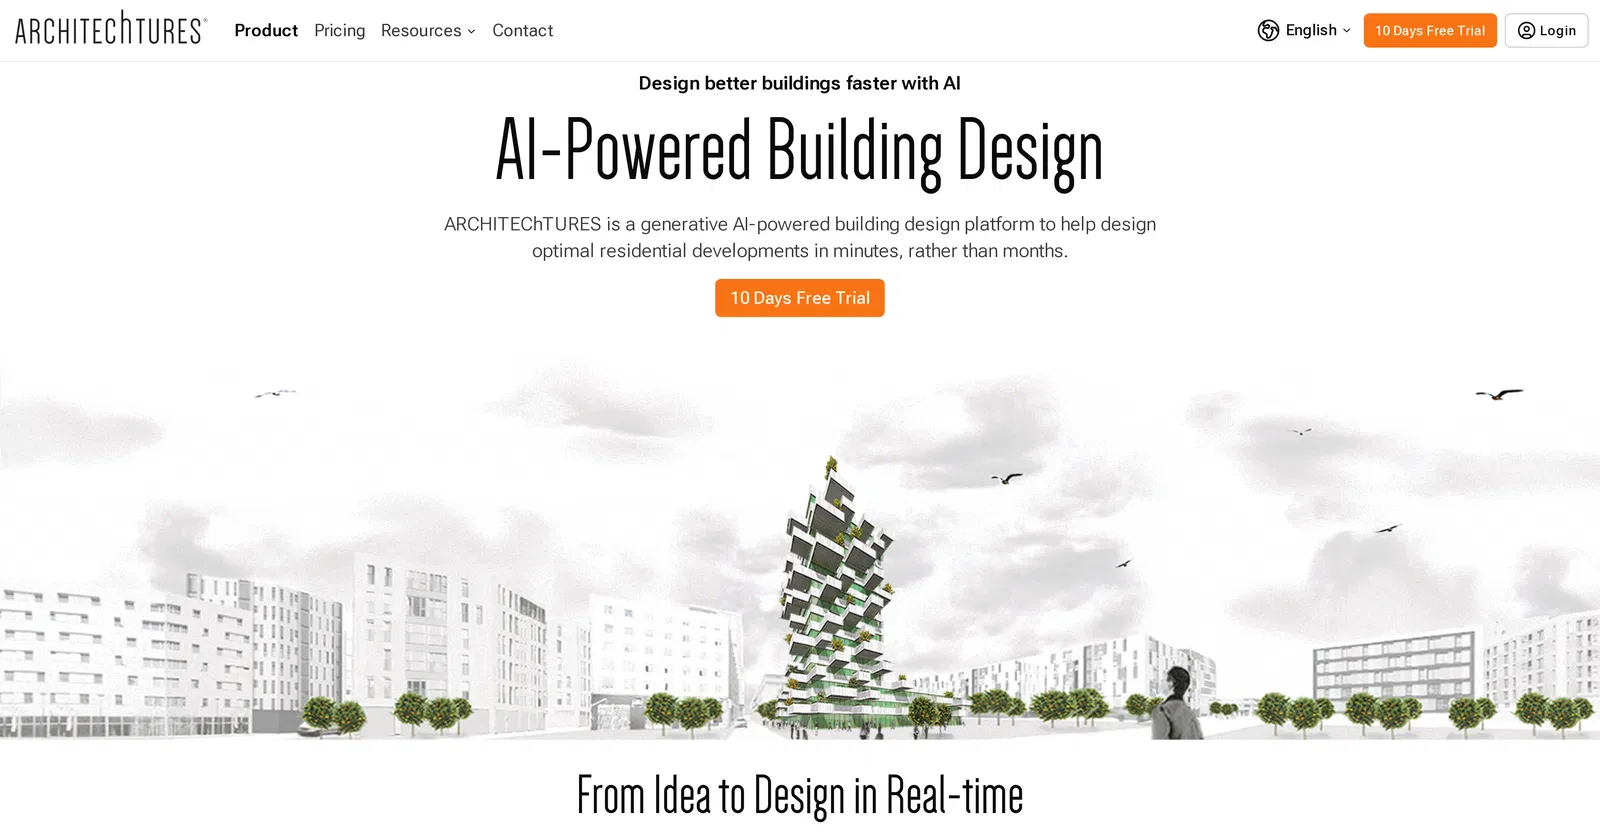 ARCHITEChTURES®
Product
Pricing
Resources
Contact
English
10 Days Free Trial
Login
Design better buildings faster with AI
AI-Powered Building Design
ARCHITEChTURES is a generative AI-powered building design platform to help design
optimal residential developments in minutes, rather than months.
10 Days Free Trial
From Idea to Design in Real-time